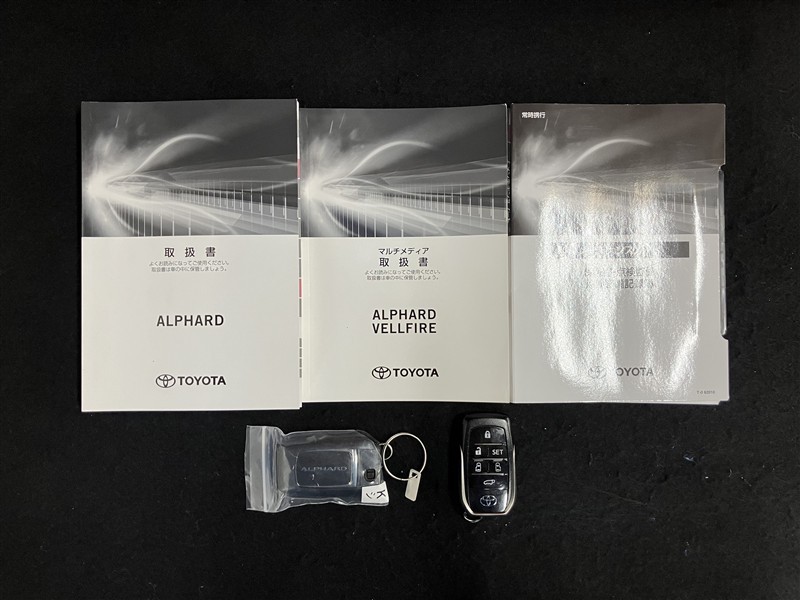 取扱書
よくお読みになってご使用ください。
取扱書は車の中に保管しましょう。
ALPHARD
TOYOTA
マルチメディア
取扱書
よくお読みになってご使用ください。
取扱書は車の中に保管しましょう。
ALPHARD
VELLFIRE
TOYOTA
常時携行
TOYOTA
ALPHARD
SET